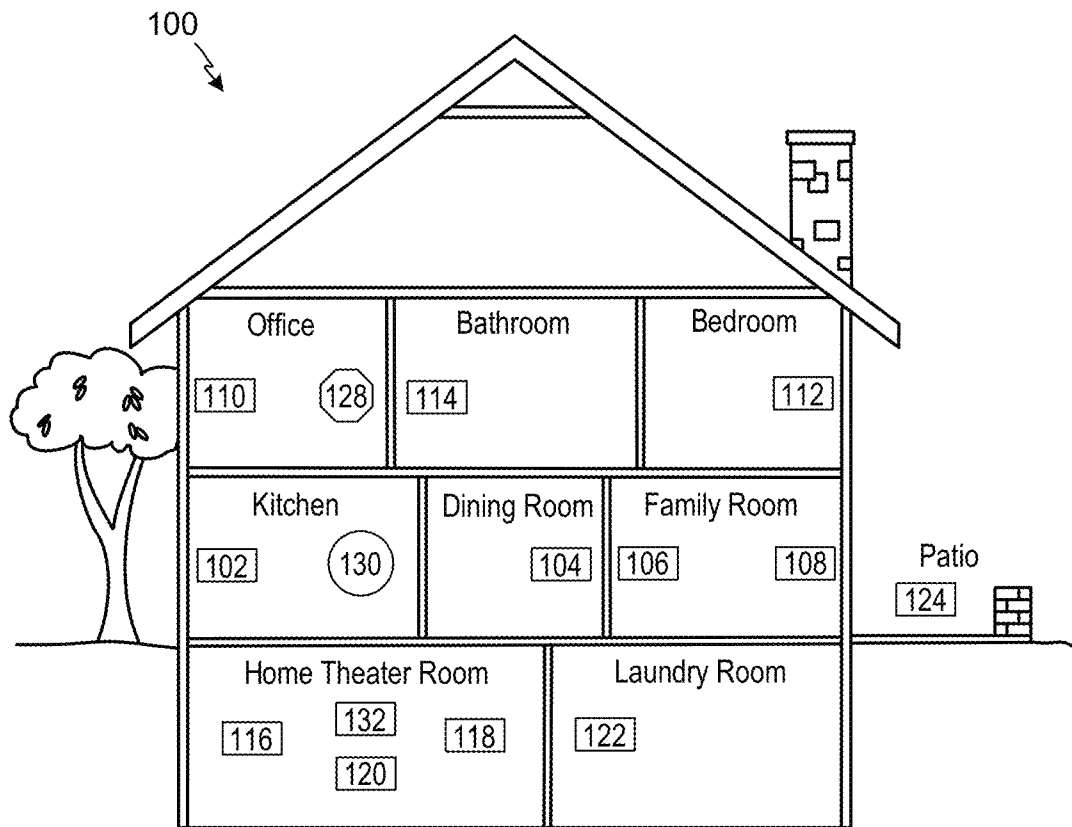 100
Office
Bathroom
Bedroom
110
128
114
112
Kitchen
Dining Room
Family Room
102
130
104
106
108
Patio
124
Home Theater Room
Laundry Room
116
132
118
122
120